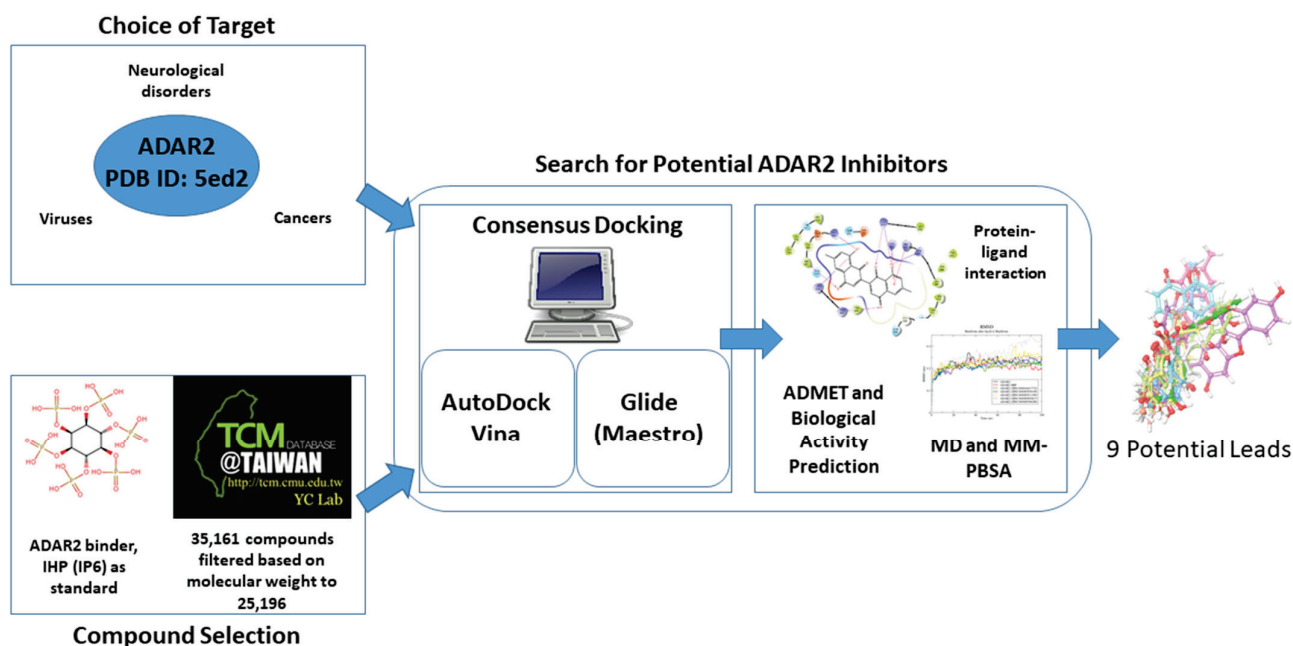 Choice of Target
Neurological
disorders
ADAR2
PDB ID: 5ed2
Viruses
Cancers
ADAR2 binder,
IHP (IP6) as
standard
TCM DATABASE
@TAIWAN
http://tcm.cmu.edu.tw
YC Lab
35,161 compounds
filtered based on
molecular weight to
25,196
Compound Selection
Search for Potential ADAR2 Inhibitors
Consensus Docking
AutoDock
Vina
Glide
(Maestro)
Protein-
ligand
interaction
ADMET and
Biological
Activity
Prediction
RMSD
MD and MM-
PBSA
9 Potential Leads